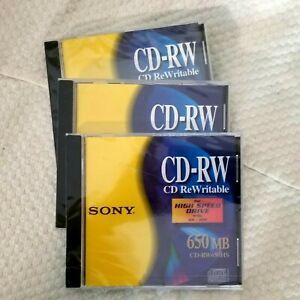 CD-RW
CD ReWritable
CD-RW
CD ReWritable
CD-RW
CD ReWritable
SONY
HIGH SPEED
DRIVE
650 MB